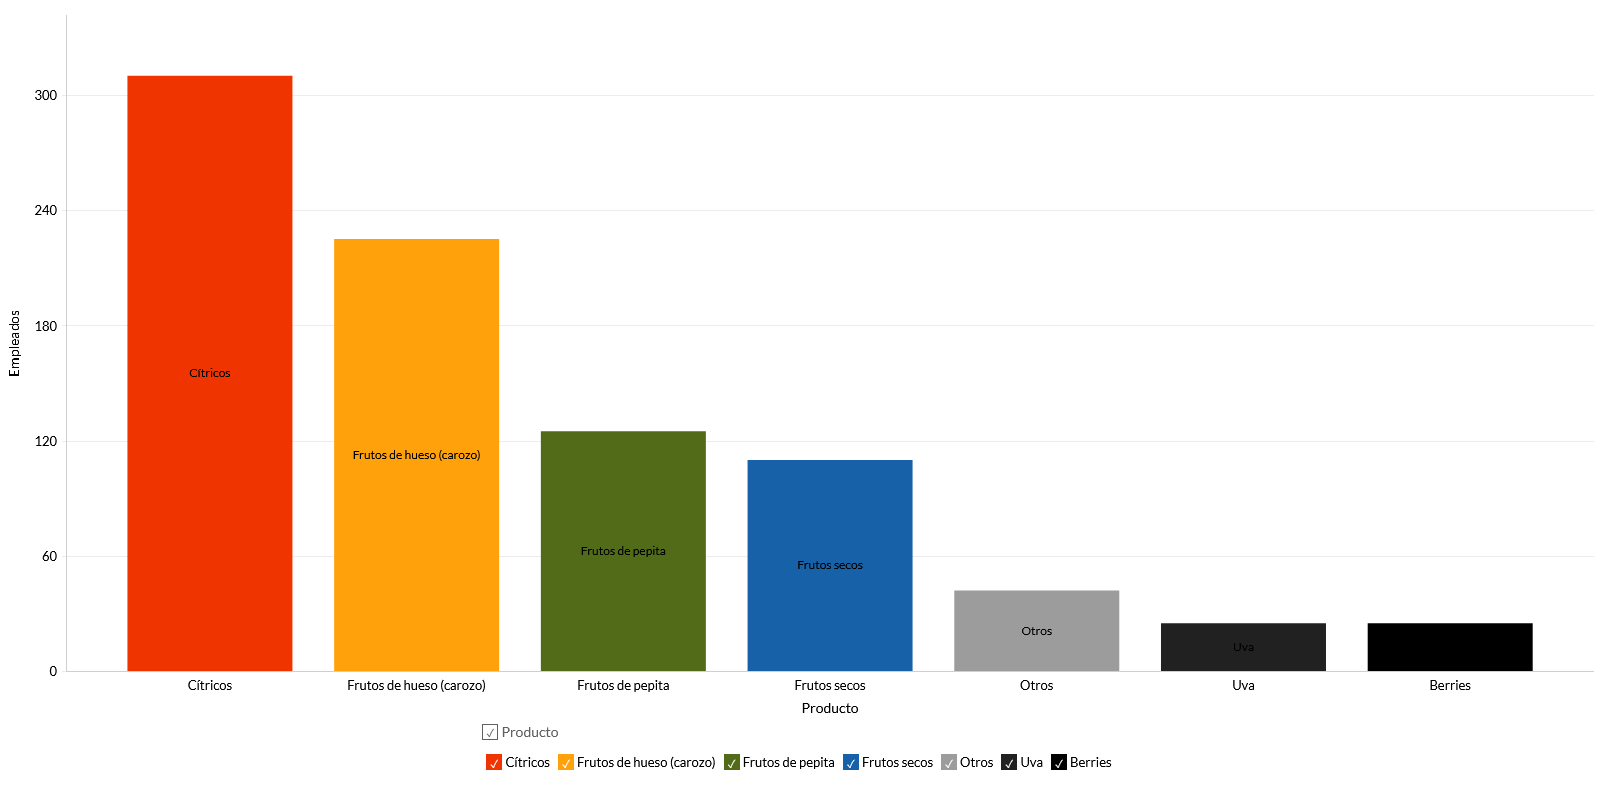 300
240
180
120
60
0
Empleados
Cítricos
Frutos de hueso (carozo)
Frutos de pepita
Frutos secos
Otros
Uva
Cítricos Frutos de hueso (carozo) Frutos de pepita Frutos secos Otros Uva Berries
Producto
Producto
Cítricos Frutos de hueso (carozo) Frutos de pepita Frutos secos Otros Uva Berries